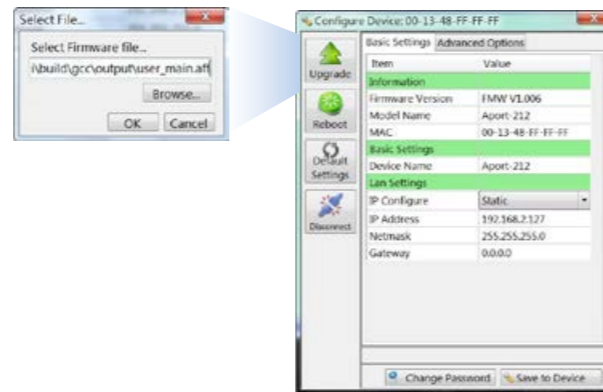 Select File...
Select Firmware file...
i\build\gcc\output\user_main.aff
Browse...
OK Cancel
Configure Device: 00-13-48-FF-FF-FF
Upgrade
Reboot
Default
Settings
Disconnect
Basic Settings Advanced Options
Item Value
Information
Firmware Version FMW V1.006
Model Name Aport-212
MAC 00-13-48-FF-FF-FF
Basic Settings
Device Name Aport-212
Lan Settings
IP Configure Static
IP Address 192.168.2.127
Netmask 255.255.255.0
Gateway 0.0.0.0
Change Password Save to Device